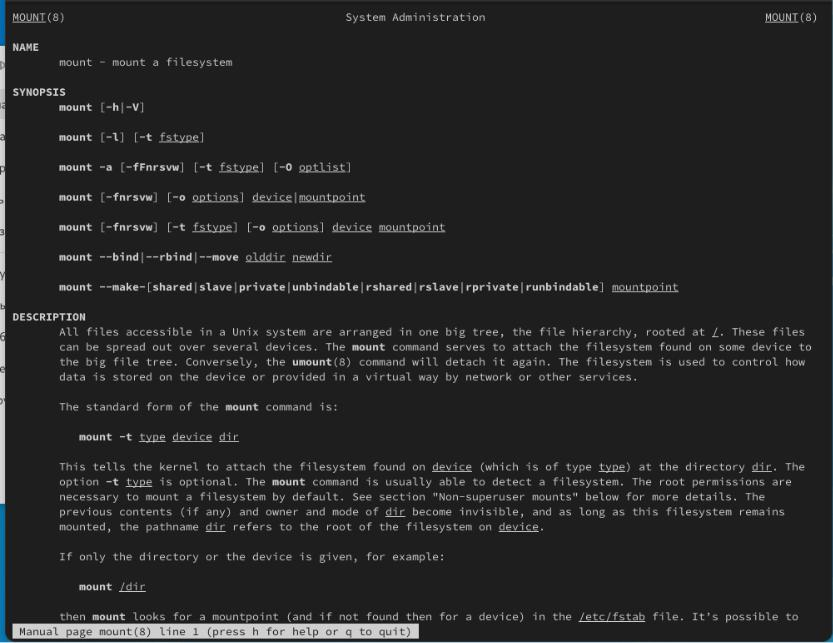 MOUNT(8) System Administration MOUNT(8)
NAME
mount - mount a filesystem
SYNOPSIS
mount [-h|-V]
mount [-l] [-t fstype]
mount -a [-fFnrsvw] [-t fstype] [-O optlist]
mount [-fnrsvw] [-o options] device|mountpoint
mount [-fnrsvw] [-t fstype] [-o options] device mountpoint
mount --bind|--rbind|--move olddir newdir
mount --make-[shared|slave|private|unbindable|rshared|rslave|rprivate|runbindable] mountpoint
DESCRIPTION
All files accessible in a Unix system are arranged in one big tree, the file hierarchy, rooted at /. These files
can be spread out over several devices. The mount command serves to attach the filesystem found on some device to
the big file tree. Conversely, the umount(8) command will detach it again. The filesystem is used to control how
data is stored on the device or provided in a virtual way by network or other services.
The standard form of the mount command is:
mount -t type device dir
This tells the kernel to attach the filesystem found on device (which is of type type) at the directory dir. The
option -t type is optional. The mount command is usually able to detect a filesystem. The root permissions are
necessary to mount a filesystem by default. See section "Non-superuser mounts" below for more details. The
previous contents (if any) and owner and mode of dir become invisible, and as long as this filesystem remains
mounted, the pathname dir refers to the root of the filesystem on device.
If only the directory or the device is given, for example:
mount /dir
then mount looks for a mountpoint (and if not found then for a device) in the /etc/fstab file. It’s possible to
Manual page mount(8) line 1 (press h for help or q to quit)